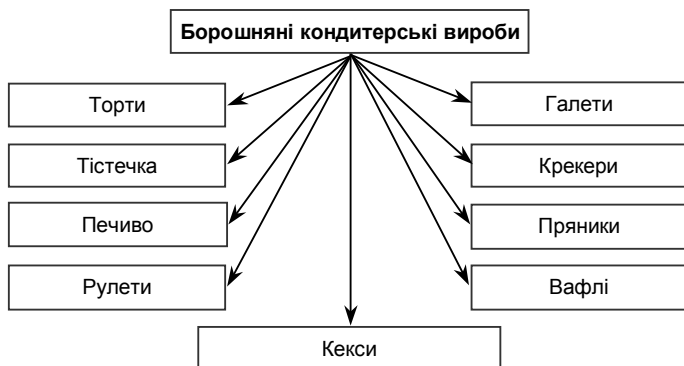 Борошняні кондитерські вироби
Торти
Галети
Тістечка
Крекери
Печиво
Пряники
Рулети
Вафлі
Кекси